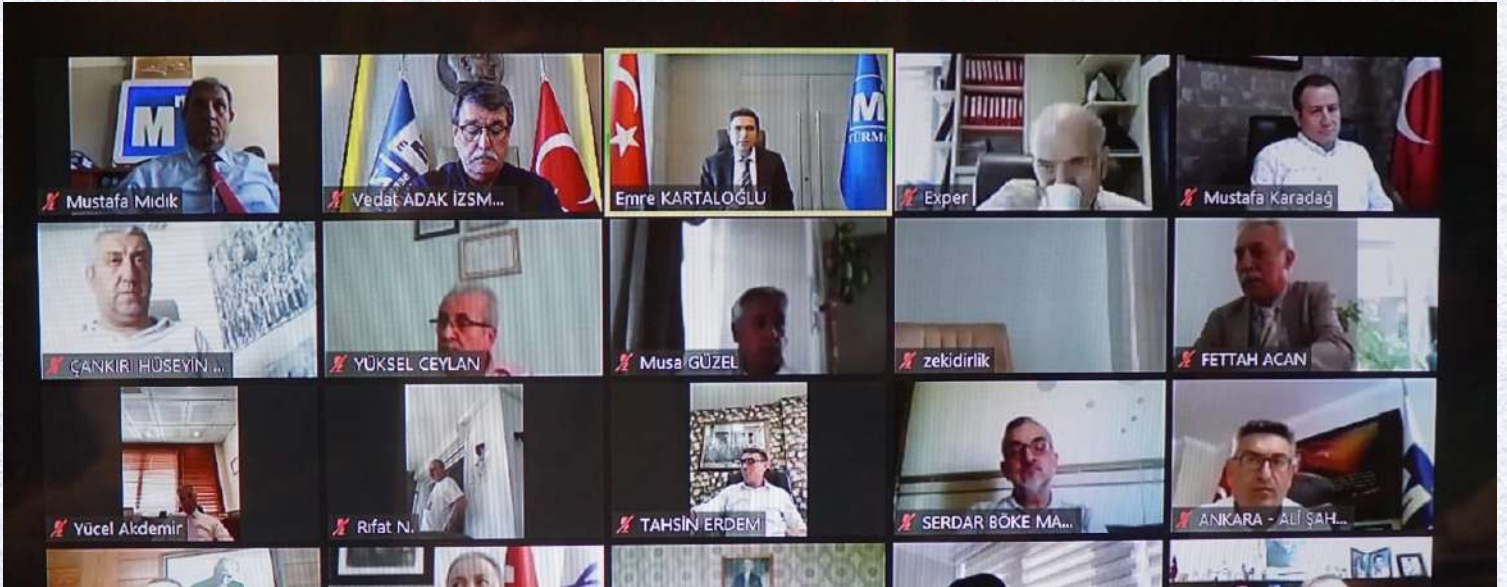 Mustafa Mıdık
Vedat ADAK İZSM...
Emre KARTALOĞLU
Exper
Mustafa Karadağ
ÇANKIRI HÜSEYİN ...
YÜKSEL CEYLAN
Musa GÜZEL
zekidirlik
FETTAH ACAN
Yücel Akdemir
Rıfat N.
TAHSİN ERDEM
SERDAR BÖKE MA...
ANKARA - ALİ ŞAH...
M
M
TÜRM